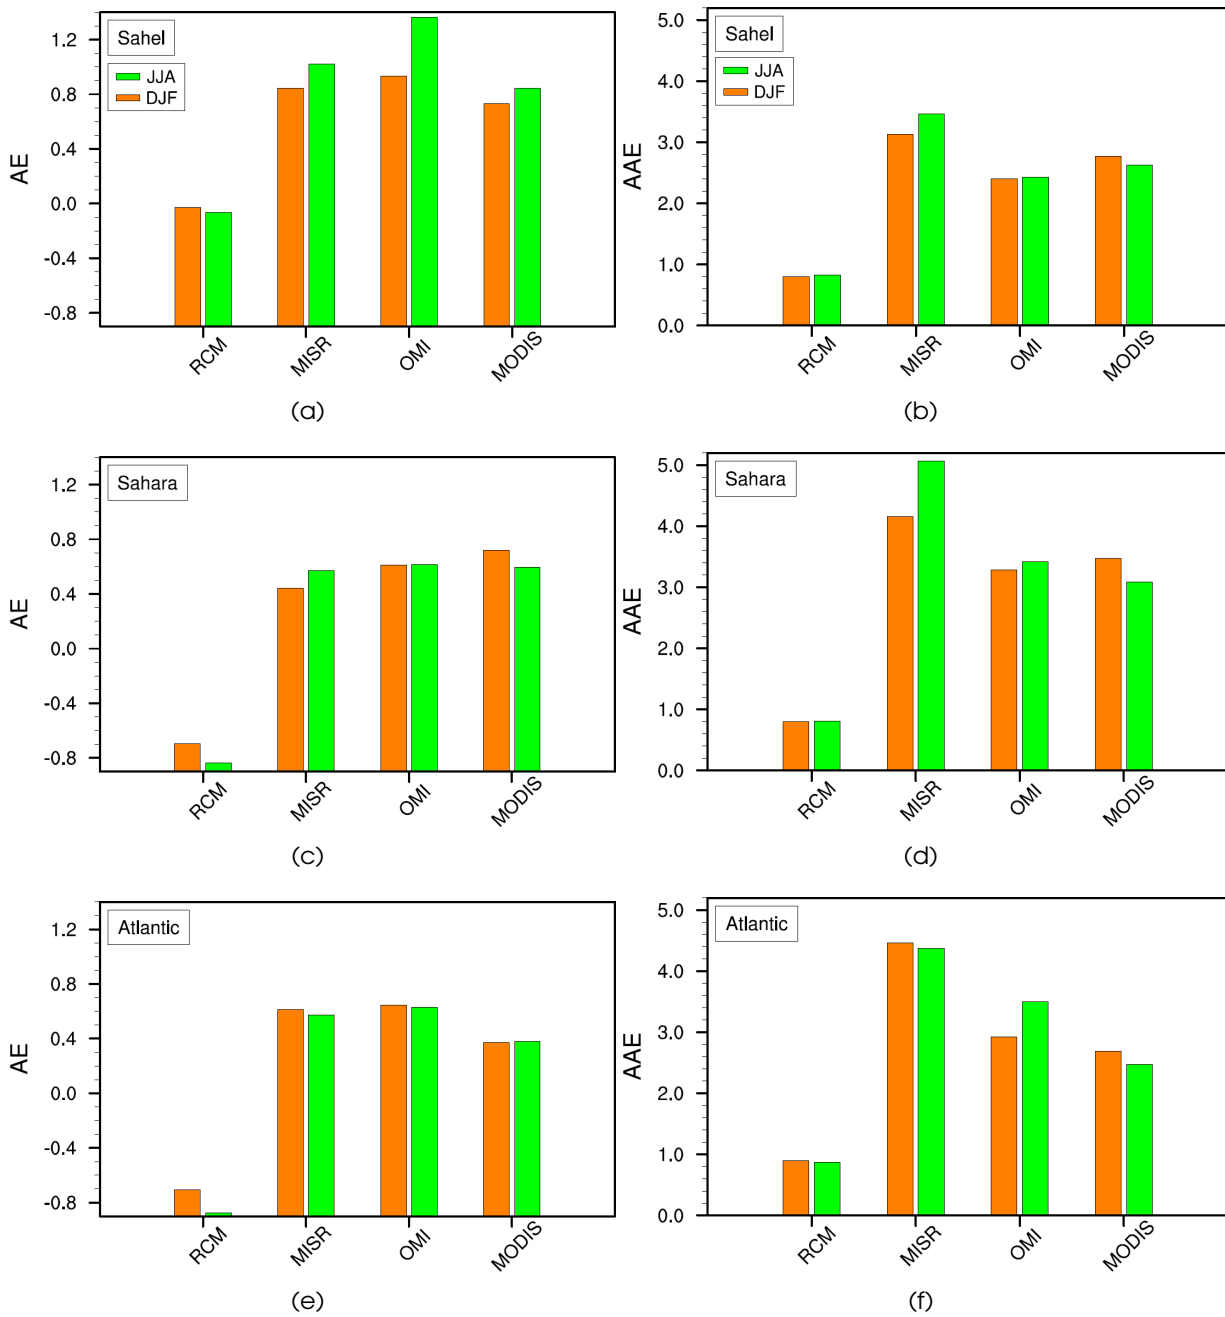 Sahel
JJA
DJF
AE
1.2
0.8
0.4
0.0
-0.4
-0.8
RCM
MISR
OMI
MODIS
(a)
Sahel
JJA
DJF
AAE
5.0
4.0
3.0
2.0
1.0
0.0
RCM
MISR
OMI
MODIS
(b)
Sahara
AE
1.2
0.8
0.4
0.0
-0.4
-0.8
RCM
MISR
OMI
MODIS
(c)
Sahara
AAE
5.0
4.0
3.0
2.0
1.0
0.0
RCM
MISR
OMI
MODIS
(d)
Atlantic
AE
1.2
0.8
0.4
0.0
-0.4
-0.8
RCM
MISR
OMI
MODIS
(e)
Atlantic
AAE
5.0
4.0
3.0
2.0
1.0
0.0
RCM
MISR
OMI
MODIS
(f)